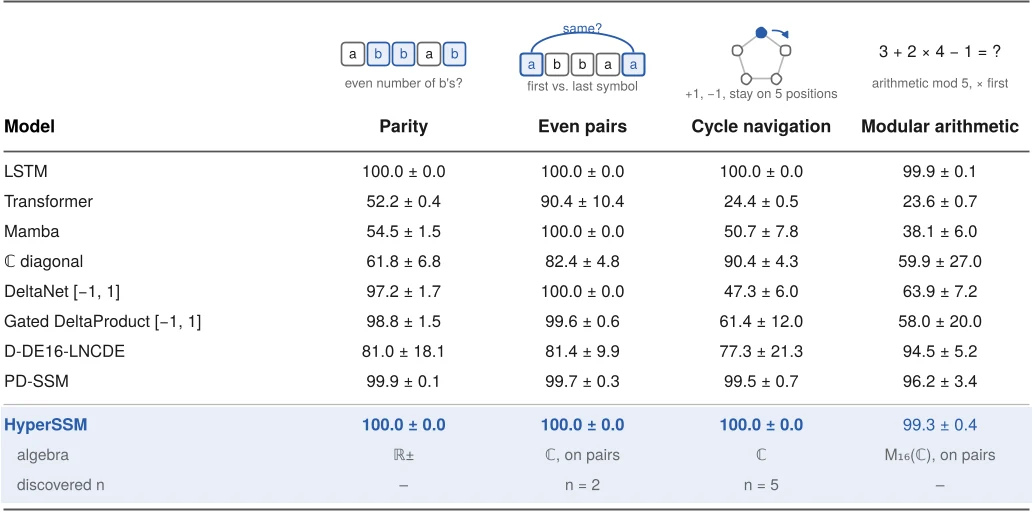 same?
a b b a b
a b b a a
3 + 2 × 4 − 1 = ?
even number of b's?
first vs. last symbol
+1, −1, stay on 5 positions
arithmetic mod 5, × first
Model Parity Even pairs Cycle navigation Modular arithmetic
LSTM 100.0 ± 0.0 100.0 ± 0.0 100.0 ± 0.0 99.9 ± 0.1
Transformer 52.2 ± 0.4 90.4 ± 10.4 24.4 ± 0.5 23.6 ± 0.7
Mamba 54.5 ± 1.5 100.0 ± 0.0 50.7 ± 7.8 38.1 ± 6.0
ℂ diagonal 61.8 ± 6.8 82.4 ± 4.8 90.4 ± 4.3 59.9 ± 27.0
DeltaNet [−1, 1] 97.2 ± 1.7 100.0 ± 0.0 47.3 ± 6.0 63.9 ± 7.2
Gated DeltaProduct [−1, 1] 98.8 ± 1.5 99.6 ± 0.6 61.4 ± 12.0 58.0 ± 20.0
D-DE16-LNCDE 81.0 ± 18.1 81.4 ± 9.9 77.3 ± 21.3 94.5 ± 5.2
PD-SSM 99.9 ± 0.1 99.7 ± 0.3 99.5 ± 0.7 96.2 ± 3.4
HyperSSM 100.0 ± 0.0 100.0 ± 0.0 100.0 ± 0.0 99.3 ± 0.4
algebra ℝ± ℂ, on pairs ℂ M₁₆(ℂ), on pairs
discovered n – n = 2 n = 5 –